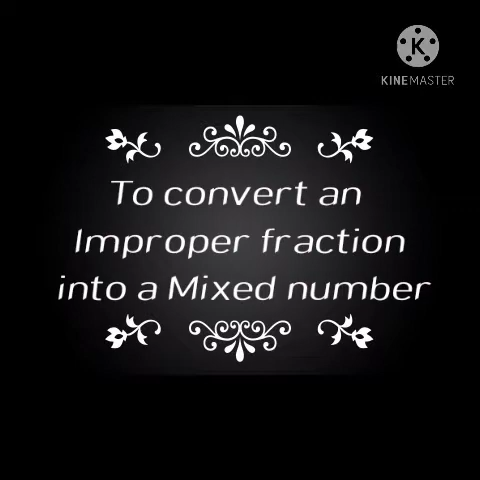 KINEMASTER
To convert an
Improper fraction
into a Mixed number